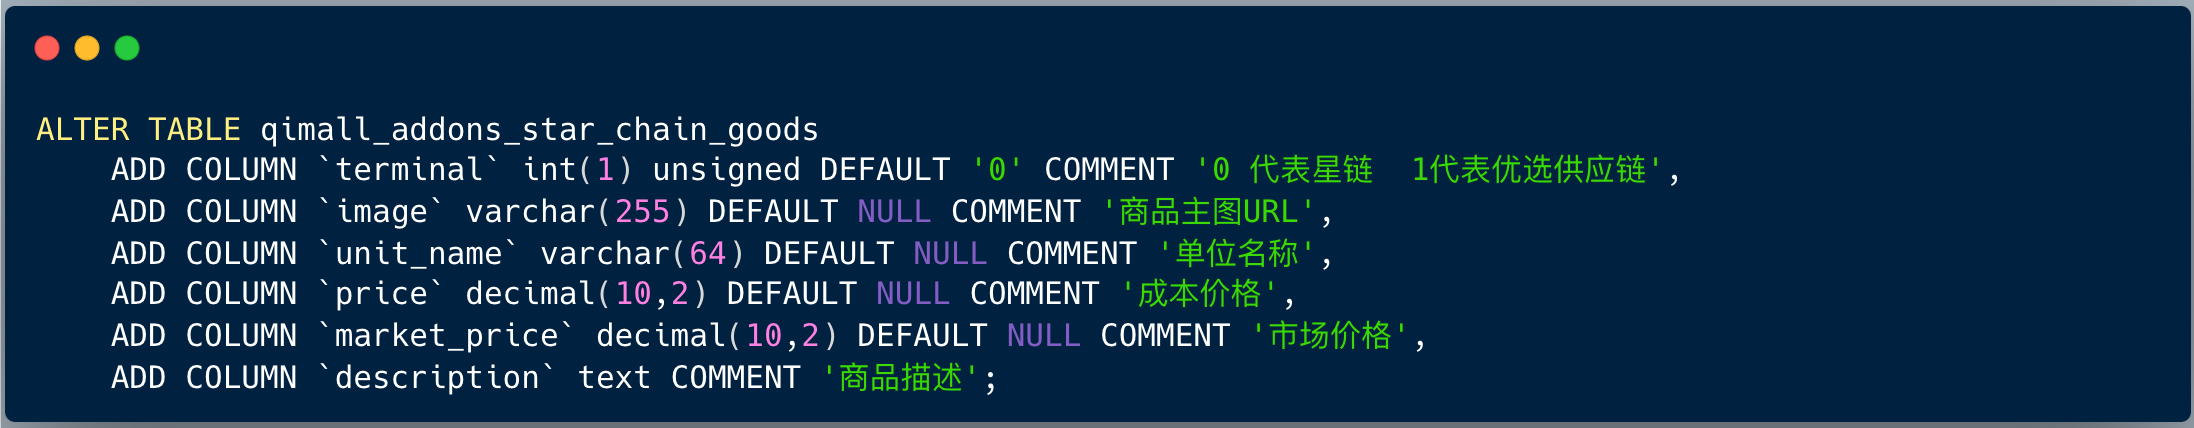 ALTER TABLE qimall_addons_star_chain_goods
    ADD COLUMN `terminal` int(1) unsigned DEFAULT '0' COMMENT '0 代表星链  1代表优选供应链',
    ADD COLUMN `image` varchar(255) DEFAULT NULL COMMENT '商品主图URL',
    ADD COLUMN `unit_name` varchar(64) DEFAULT NULL COMMENT '单位名称',
    ADD COLUMN `price` decimal(10,2) DEFAULT NULL COMMENT '成本价格',
    ADD COLUMN `market_price` decimal(10,2) DEFAULT NULL COMMENT '市场价格',
    ADD COLUMN `description` text COMMENT '商品描述';